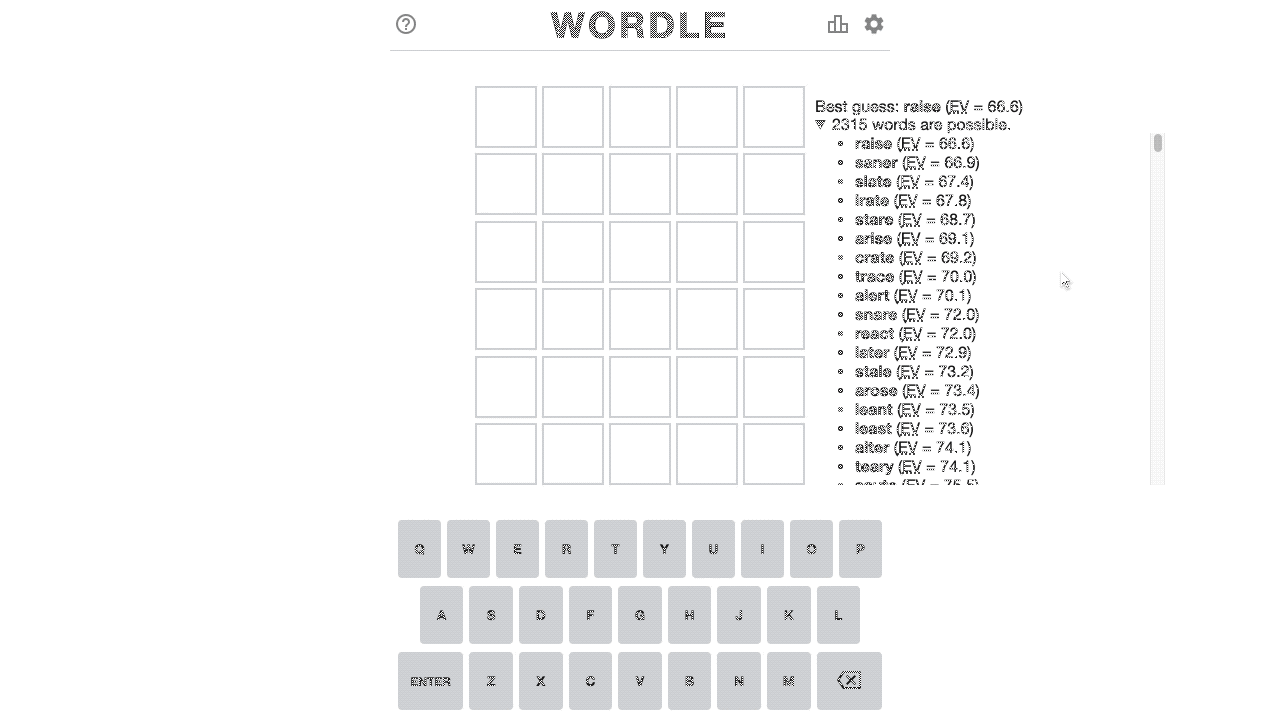 WORDLE
Best guess: raise (EV = 66.6)
▼ 2315 words are possible.
• raise (EV = 66.6)
• saner (EV = 66.9)
• slate (EV = 67.4)
• irate (EV = 67.8)
• stare (EV = 68.7)
• arise (EV = 69.1)
• crate (EV = 69.2)
• trace (EV = 70.0)
• alert (EV = 70.1)
• snare (EV = 72.0)
• react (EV = 72.0)
• later (EV = 72.9)
• stale (EV = 73.2)
• arose (EV = 73.4)
• leant (EV = 73.5)
• least (EV = 73.6)
• alter (EV = 74.1)
• teary (EV = 74.1)
Q W E R T Y U I O P
A S D F G H J K L
ENTER Z X C V B N M